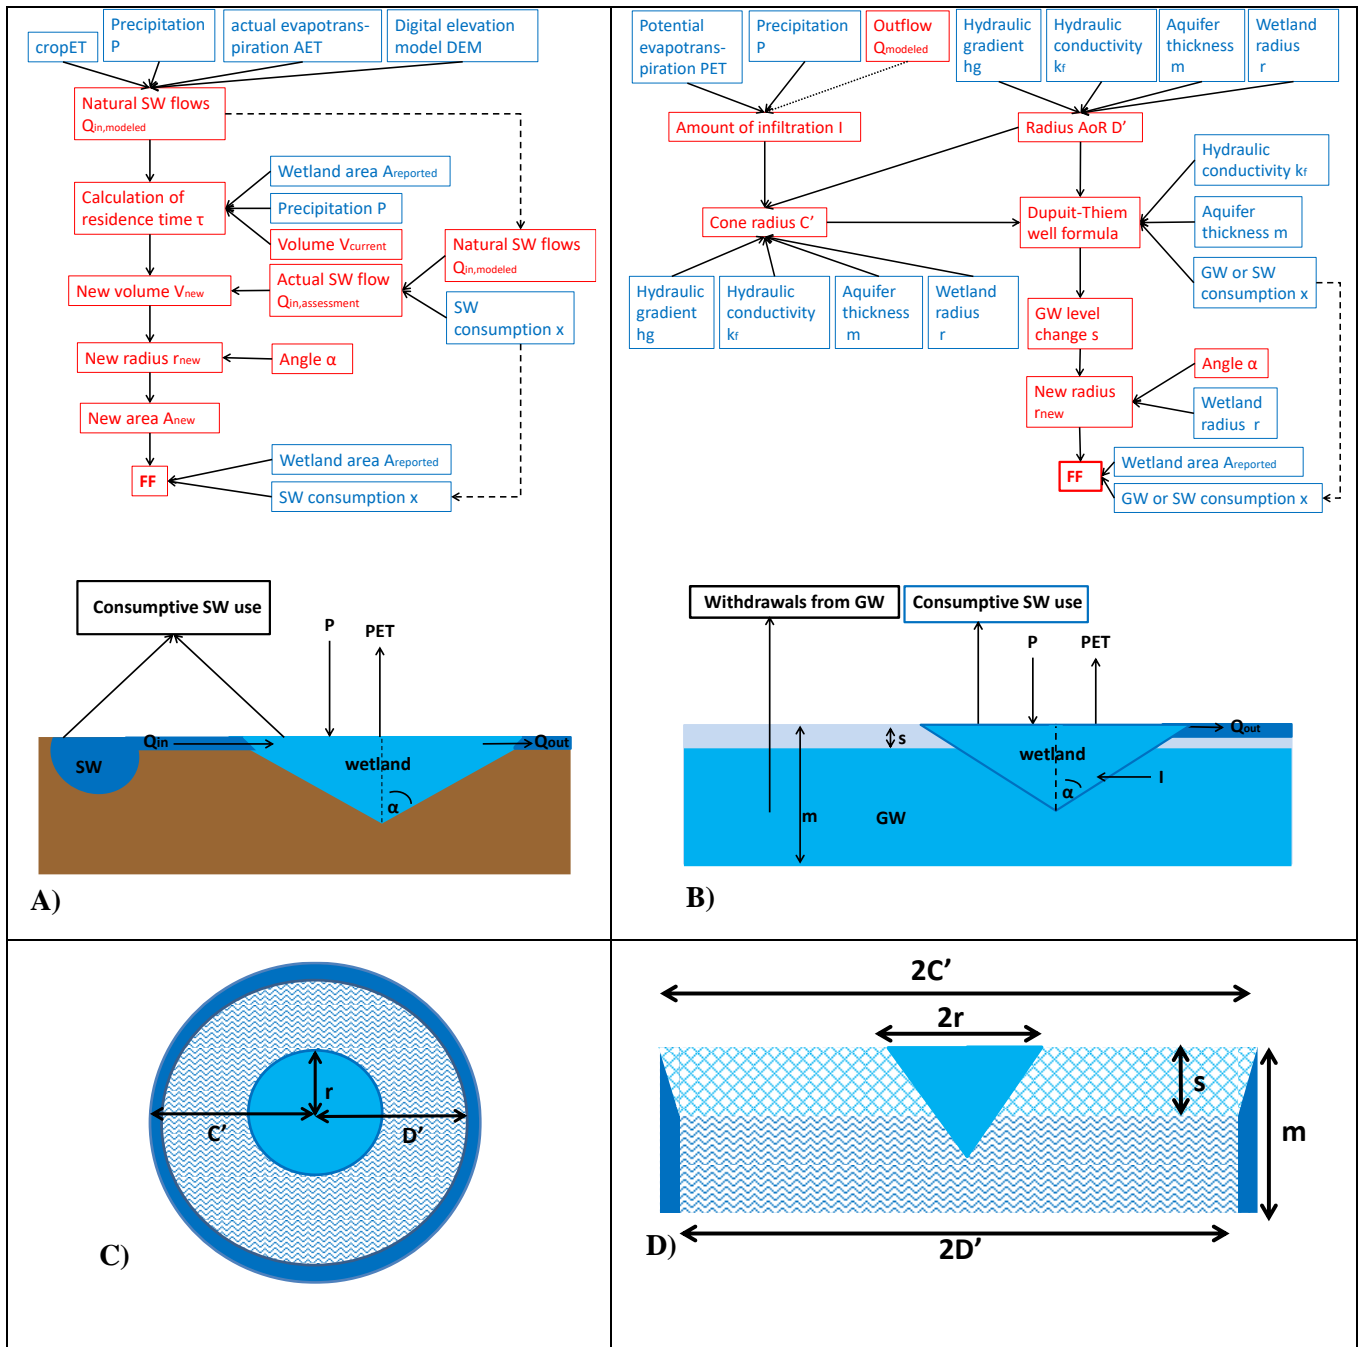 cropET
Precipitation
P
actual evapotrans-
piration AET
Digital elevation
model DEM
Natural SW flows
Qin,modeled
Calculation of
residence time τ
Wetland area Areported
Precipitation P
Volume Vcurrent
New volume Vnew
Actual SW flow
Qin,assessment
Natural SW flows
Qin,modeled
SW
consumption x
New radius rnew
Angle α
New area Anew
FF
Wetland area Areported
SW consumption x
Consumptive SW use
P
PET
Qin
Qout
SW
wetland
α
A)
Potential
evapotrans-
piration PET
Precipitation
P
Outflow
Qmodeled
Hydraulic
gradient
hg
Hydraulic
conductivity
kf
Aquifer
thickness
m
Wetland
radius
r
Amount of infiltration I
Radius AoR D’
Hydraulic
conductivity kf
Aquifer
thickness m
GW or SW
consumption x
Cone radius C’
Dupuit-Thiem
well formula
Hydraulic
gradient
hg
Hydraulic
conductivity
kf
Aquifer
thickness
m
Wetland
radius
r
GW level
change s
New radius
rnew
Angle α
Wetland
radius r
FF
Wetland area Areported
GW or SW consumption x
Withdrawals from GW
Consumptive SW use
P
PET
Qout
s
wetland
I
α
m
GW
B)
r
C’
D’
C)
2C’
2r
s
m
2D’
D)